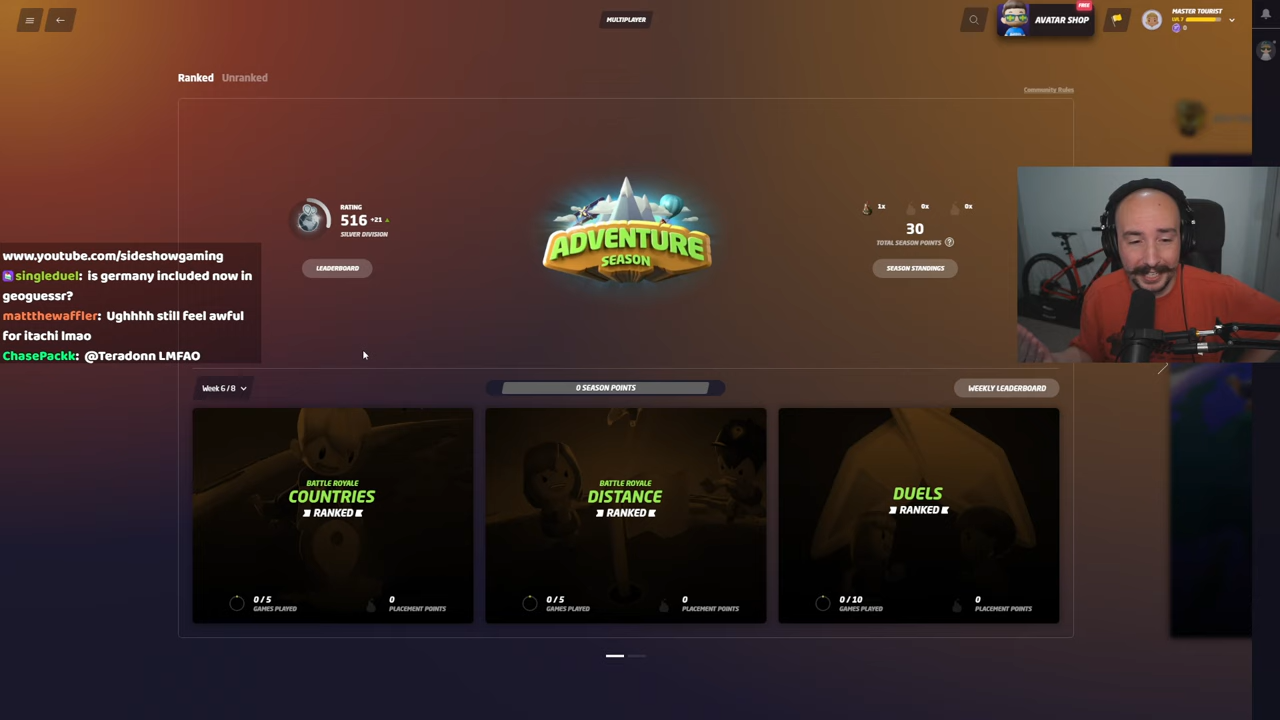 MULTIPLAYER
FREE
AVATAR SHOP
MASTER TOURIST
LVL 7
0
Ranked Unranked
Community Rules
RATING
516 +21
SILVER DIVISION
LEADERBOARD
ADVENTURE
SEASON
1x 0x 0x
30
TOTAL SEASON POINTS ?
SEASON STANDINGS
www.youtube.com/sideshowgaming
singleduel: is germany included now in
geoguessr?
mattthewaffler: Ughhhh still feel awful
for itachi lmao
ChasePackk: @Teradonn LMFAO
Week 6 / 8
0 SEASON POINTS
WEEKLY LEADERBOARD
BATTLE ROYALE
COUNTRIES
RANKED
0 / 5
GAMES PLAYED
0
PLACEMENT POINTS
BATTLE ROYALE
DISTANCE
RANKED
0 / 5
GAMES PLAYED
0
PLACEMENT POINTS
DUELS
RANKED
0 / 10
GAMES PLAYED
0
PLACEMENT POINTS